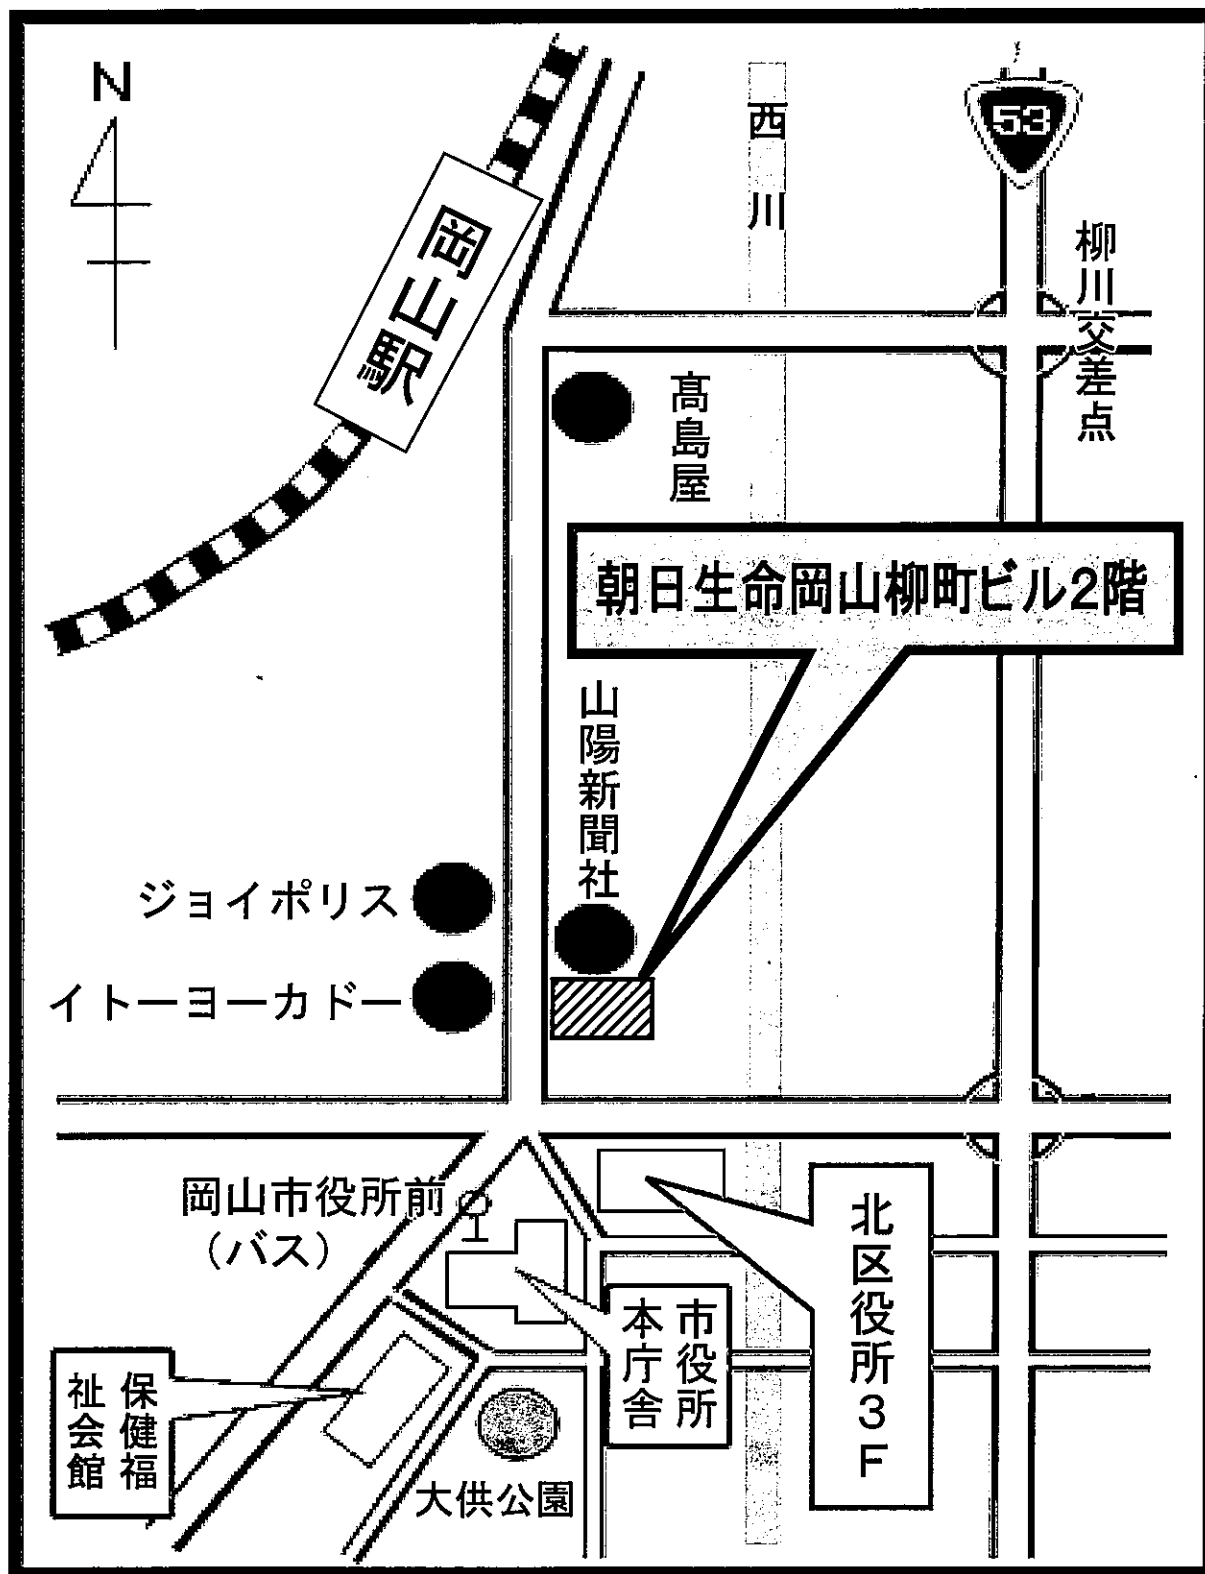 N
53
西川
柳川交差点
岡山駅
髙島屋
朝日生命岡山柳町ビル2階
山陽新聞社
ジョイポリス
イトーヨーカドー
岡山市役所前
（バス）
北区役所3F
市役所
本庁舎
保健福
祉会館
大供公園